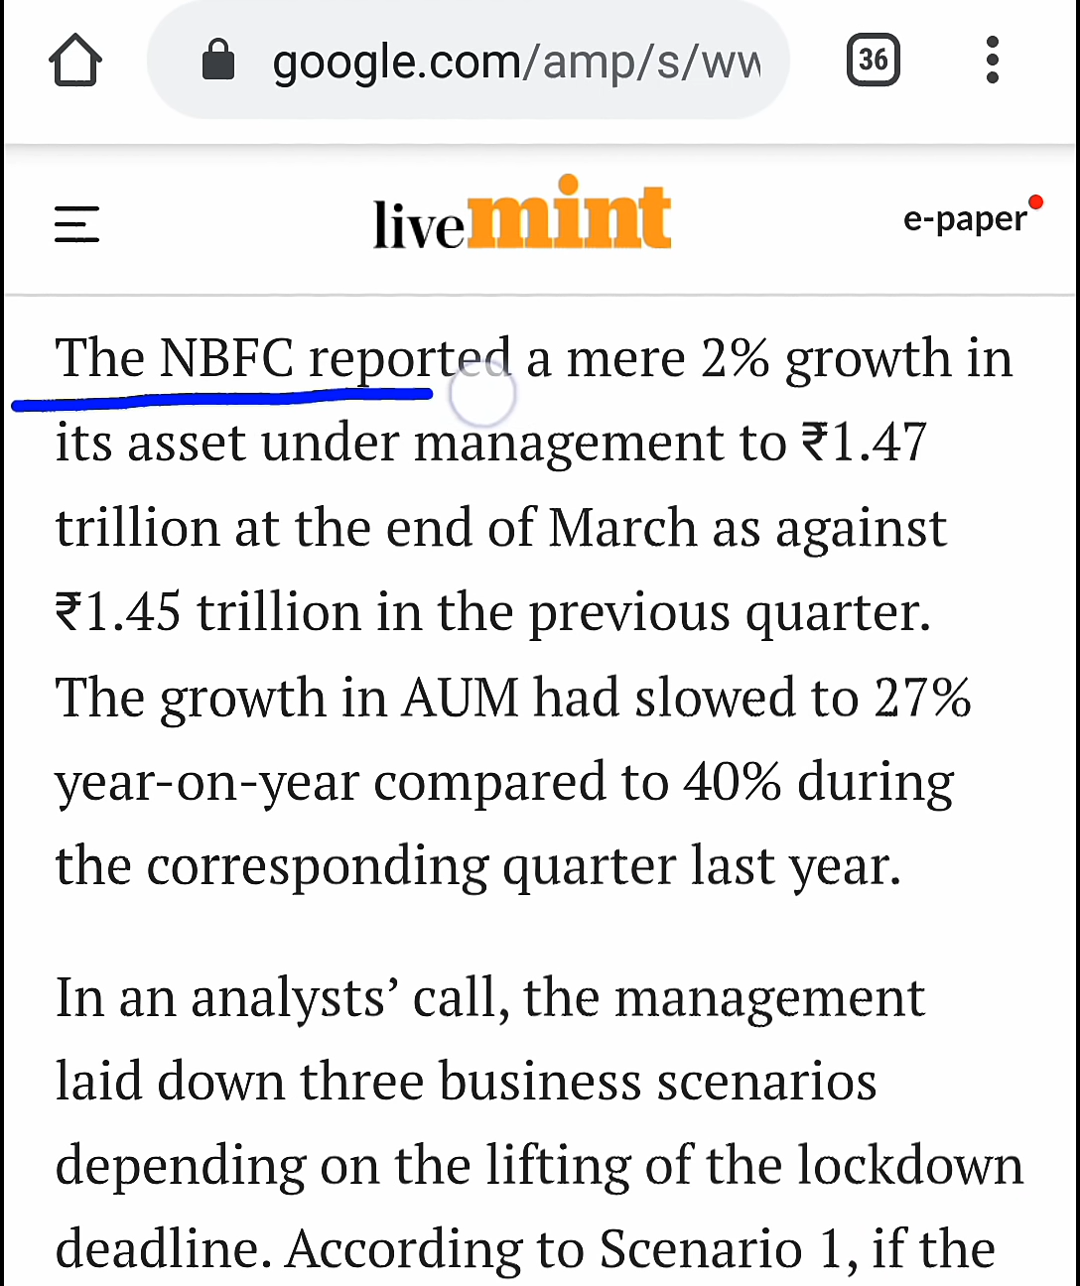 google.com/amp/s/ww
36
livemint
e-paper
The NBFC reported a mere 2% growth in
its asset under management to ₹1.47
trillion at the end of March as against
₹1.45 trillion in the previous quarter.
The growth in AUM had slowed to 27%
year-on-year compared to 40% during
the corresponding quarter last year.
In an analysts’ call, the management
laid down three business scenarios
depending on the lifting of the lockdown
deadline. According to Scenario 1, if the